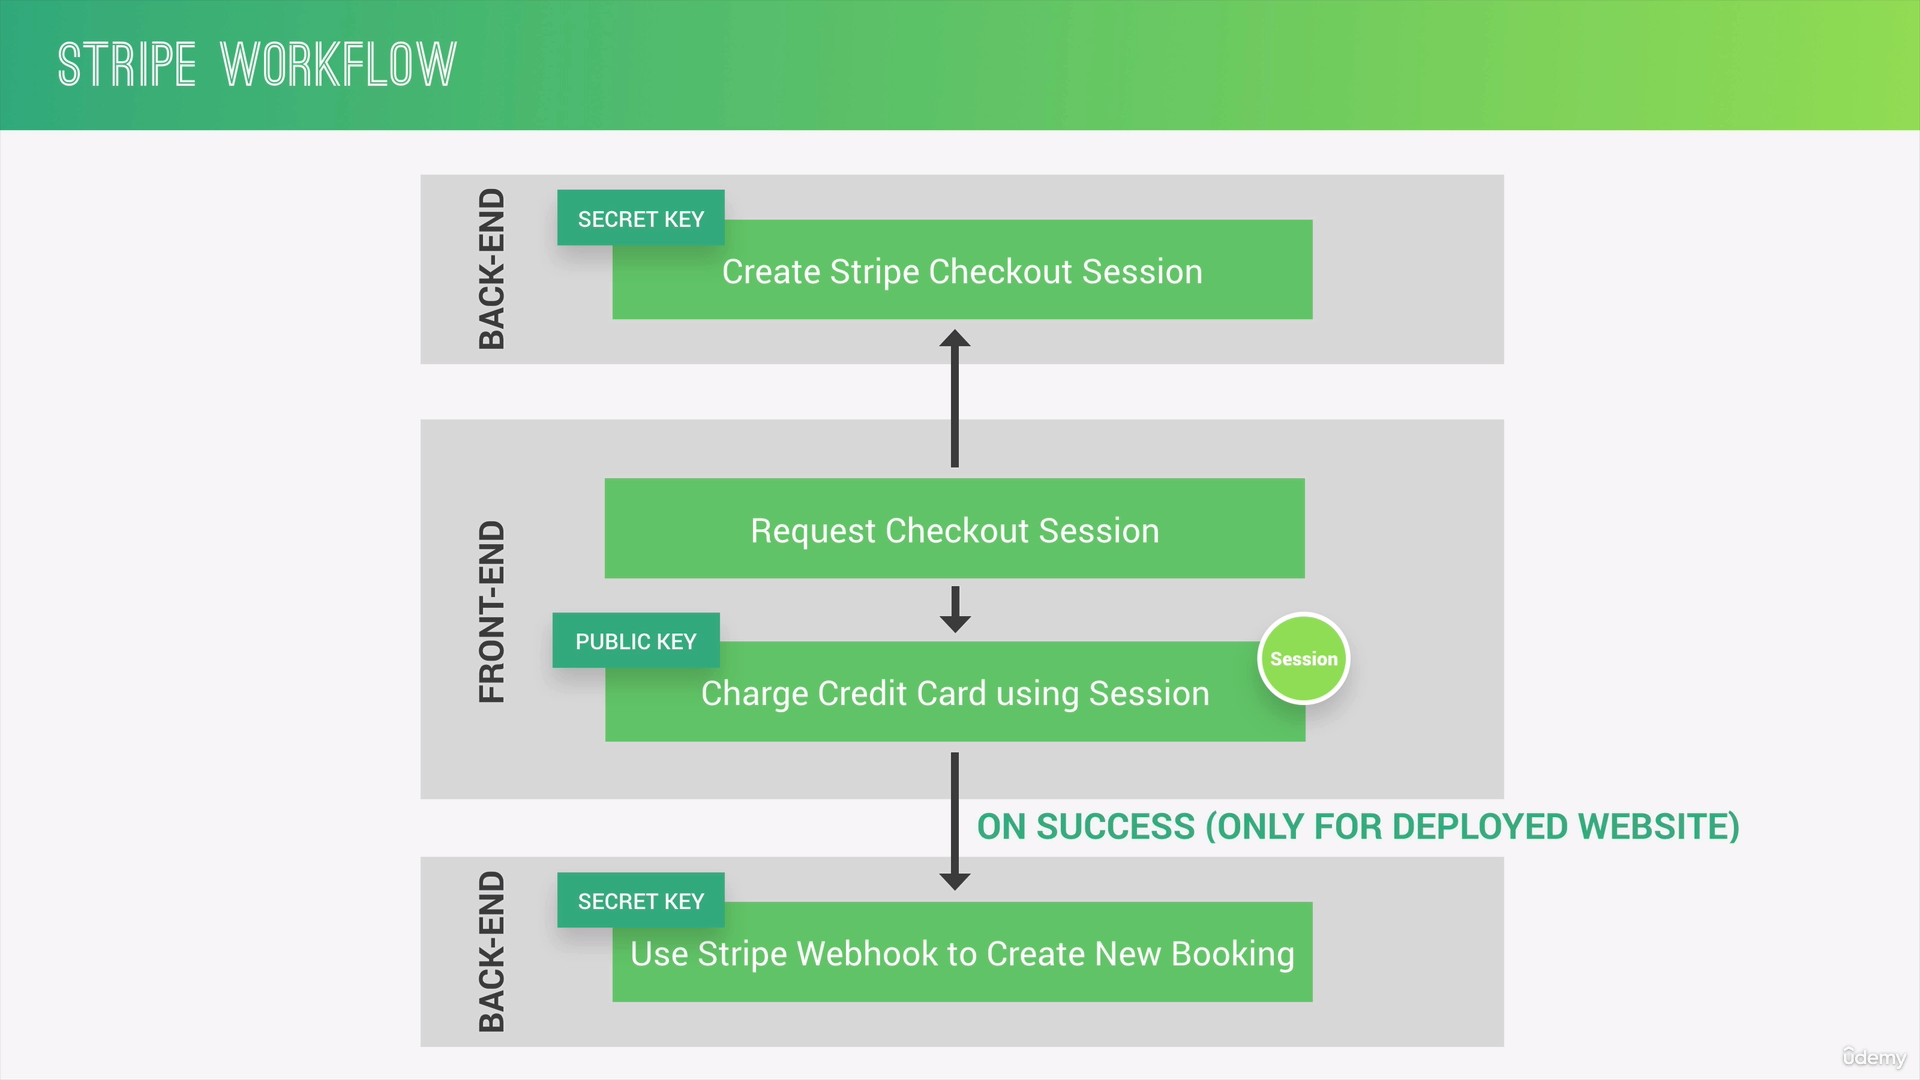 STRIPE WORKFLOW
BACK-END
SECRET KEY
Create Stripe Checkout Session
FRONT-END
Request Checkout Session
PUBLIC KEY
Session
Charge Credit Card using Session
ON SUCCESS (ONLY FOR DEPLOYED WEBSITE)
BACK-END
SECRET KEY
Use Stripe Webhook to Create New Booking
ûdemy